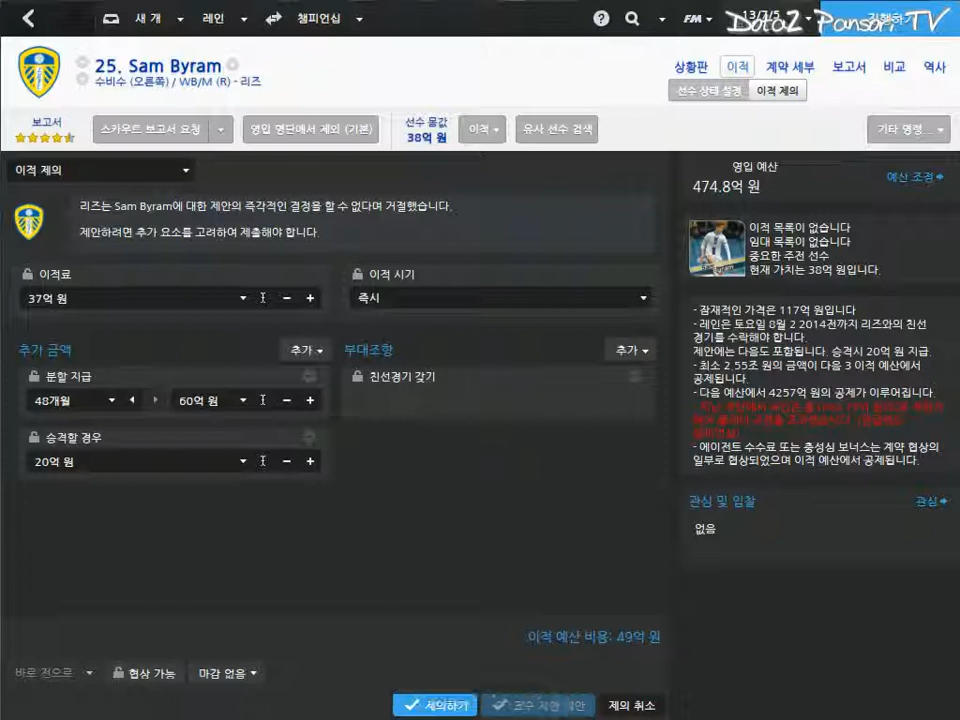 새 개
레인
챔피언십
FM
13/7/5
Dota2 Pansori TV
25. Sam Byram
수비수 (오른쪽) / WB/M (R) - 리즈
상황판
이적
계약 세부
보고서
비교
역사
선수 상태 설정
이적 제의
보고서
스카우트 보고서 요청
영입 명단에서 제외 (기본)
선수 몸값
38억 원
이적
유사 선수 검색
기타 명령...
이적 제의
리즈는 Sam Byram에 대한 제안의 즉각적인 결정을 할 수 없다며 거절했습니다.
제안하려면 추가 요소를 고려하여 제출해야 합니다.
이적료
37억 원
이적 시기
즉시
추가 금액
추가
부대조항
추가
분할 지급
48개월
60억 원
친선경기 갖기
승격할 경우
20억 원
이적 예산 비용: 49억 원
바로 전으로
협상 가능
마감 없음
제의하기
제의 취소
영입 예산
474.8억 원
예산 조정
이적 목록이 없습니다
임대 목록이 없습니다
중요한 주전 선수
현재 가치는 38억 원입니다.
- 잠재적인 가격은 117억 원입니다
- 레인은 토요일 8월 2 2014전까지 리즈와의 친선
경기를 수락해야 합니다.
제안에는 다음도 포함됩니다. 승격시 20억 원 지급.
- 최소 2.55조 원의 금액이 다음 3 이적 예산에서
공제됩니다.
- 다음 예산에서 4257억 원의 공제가 이루어집니다.
- 에이전트 수수료 또는 충성심 보너스는 계약 협상의
일부로 협상되었으며 이적 예산에서 공제됩니다.
관심 및 입찰
관심
없음